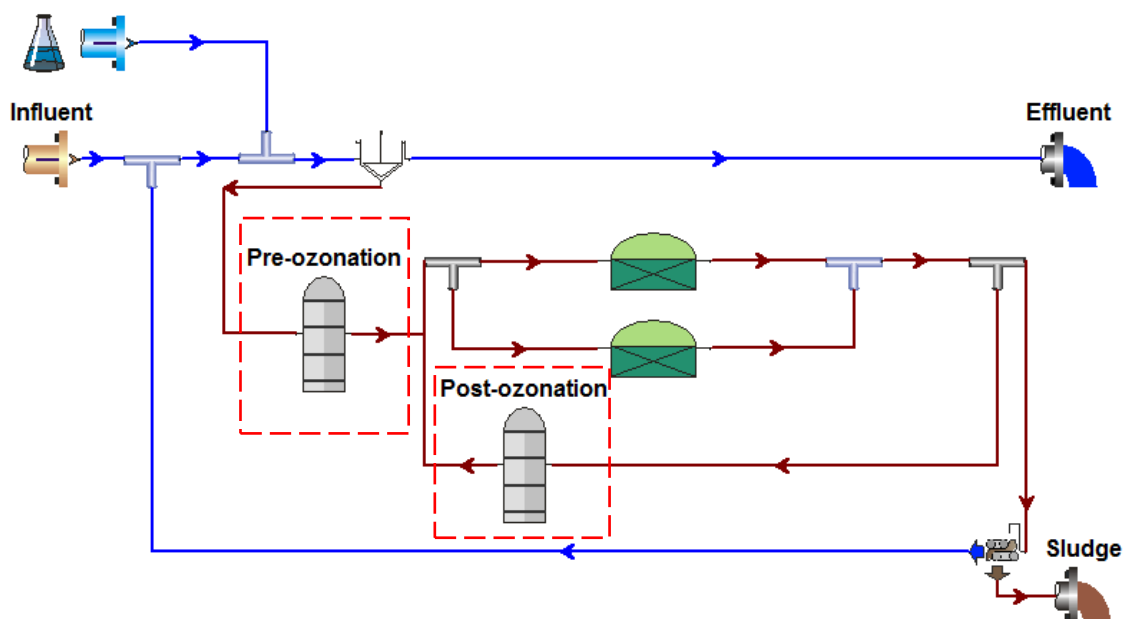 Influent
Effluent
Pre-ozonation
Post-ozonation
Sludge